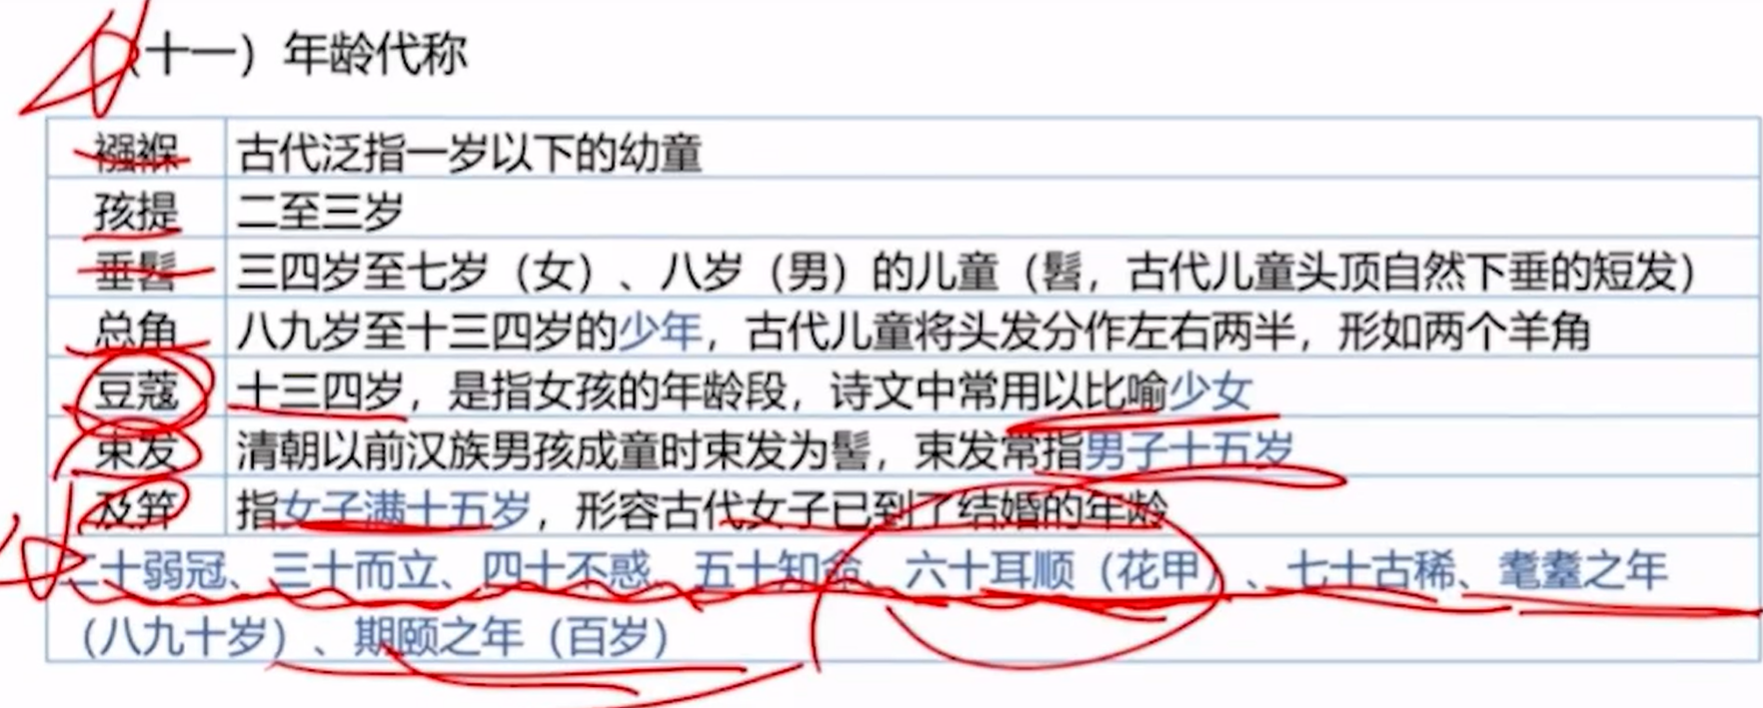 （十一）年龄代称
襁褓 古代泛指一岁以下的幼童
孩提 二至三岁
垂髫 三四岁至七岁（女）、八岁（男）的儿童（髫，古代儿童头顶自然下垂的短发）
总角 八九岁至十三四岁的少年，古代儿童将头发分作左右两半，形如两个羊角
豆蔻 十三四岁，是指女孩的年龄段，诗文中常用以比喻少女
束发 清朝以前汉族男孩成童时束发为髻，束发常指男子十五岁
及笄 指女子满十五岁，形容古代女子已到了结婚的年龄
二十弱冠、三十而立、四十不惑、五十知命、六十耳顺（花甲）、七十古稀、耄耋之年
（八九十岁）、期颐之年（百岁）